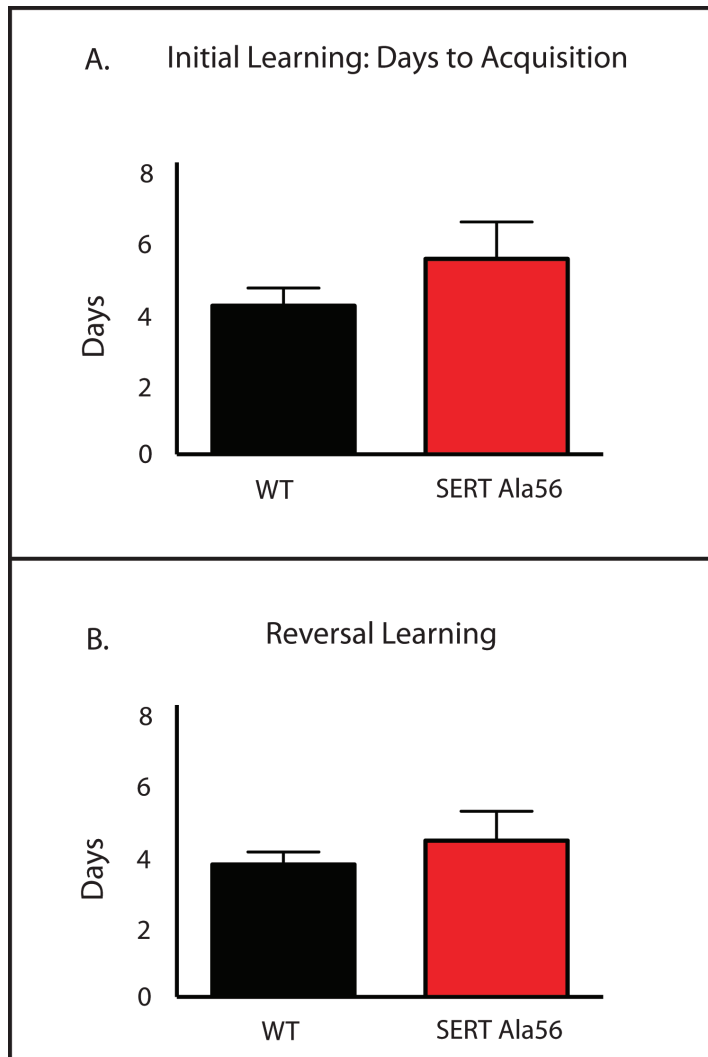 A. Initial Learning: Days to Acquisition
8
6
4
2
0
Days
WT SERT Ala56
B. Reversal Learning
8
6
4
2
0
Days
WT SERT Ala56